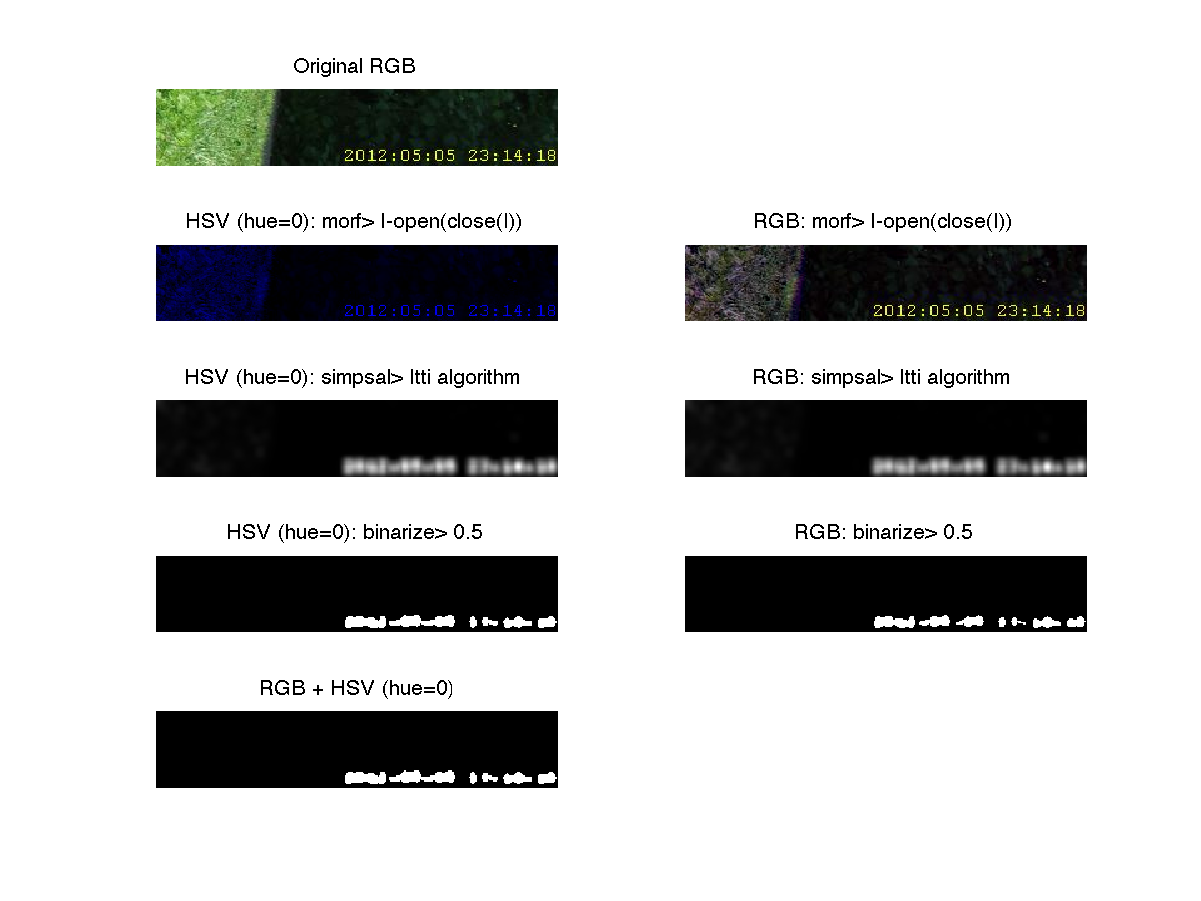 Original RGB
2012:05:05 23:14:18
HSV (hue=0): morf> I-open(close(I))
RGB: morf> I-open(close(I))
2012:05:05 23:14:18
2012:05:05 23:14:18
HSV (hue=0): simpsal> Itti algorithm
RGB: simpsal> Itti algorithm
HSV (hue=0): binarize> 0.5
RGB: binarize> 0.5
RGB + HSV (hue=0)